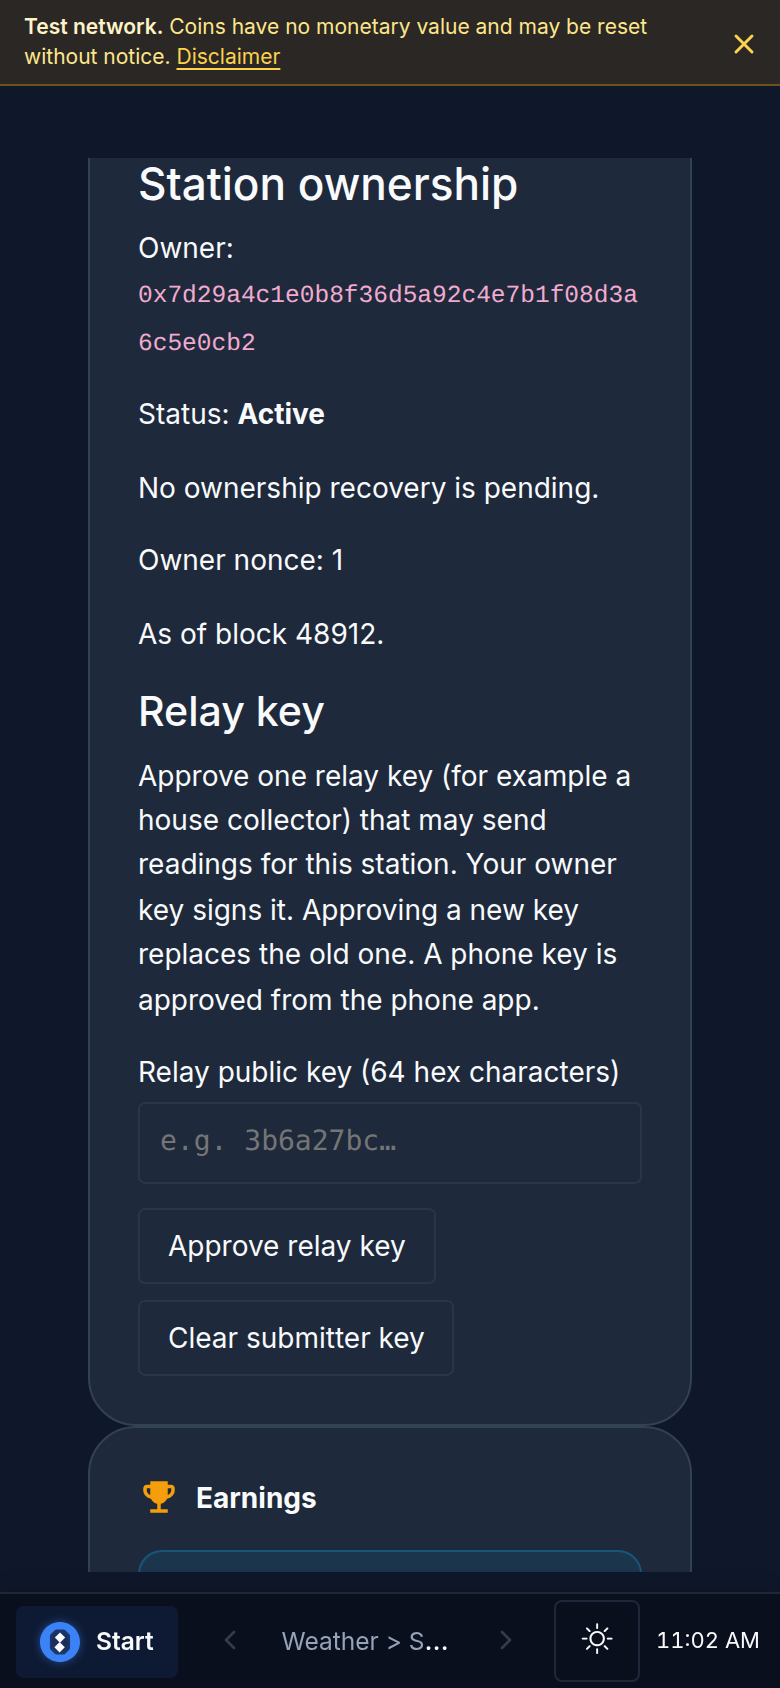 Test network. Coins have no monetary value and may be reset
without notice. Disclaimer
Station ownership
Owner:
0x7d29a4c1e0b8f36d5a92c4e7b1f08d3a
6c5e0cb2
Status: Active
No ownership recovery is pending.
Owner nonce: 1
As of block 48912.
Relay key
Approve one relay key (for example a
house collector) that may send
readings for this station. Your owner
key signs it. Approving a new key
replaces the old one. A phone key is
approved from the phone app.
Relay public key (64 hex characters)
e.g. 3b6a27bc…
Approve relay key
Clear submitter key
Earnings
Start
Weather > S...
11:02 AM